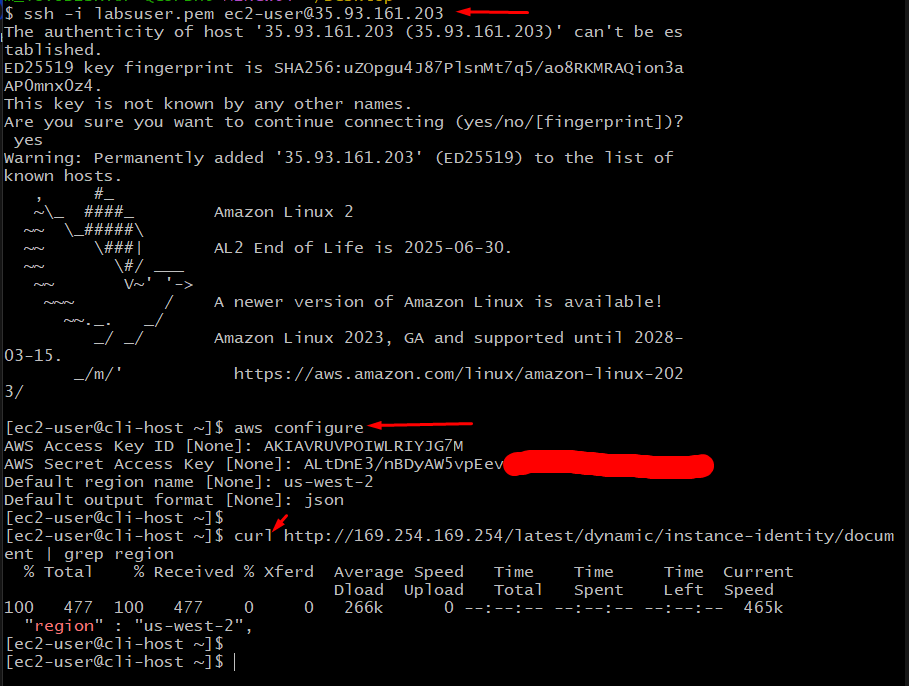 $ ssh -i labsuser.pem ec2-user@35.93.161.203
The authenticity of host '35.93.161.203 (35.93.161.203)' can't be es
tablished.
ED25519 key fingerprint is SHA256:uZOpgu4J87PlsnMt7q5/ao8RKMRAQion3a
AP0mnx0z4.
This key is not known by any other names.
Are you sure you want to continue connecting (yes/no/[fingerprint])?
 yes
Warning: Permanently added '35.93.161.203' (ED25519) to the list of
known hosts.
   ,     #_
   ~\_  ####_        Amazon Linux 2
  ~~  \_#####\
  ~~     \###|       AL2 End of Life is 2025-06-30.
  ~~       \#/ ___
   ~~       V~' '->
    ~~~         /    A newer version of Amazon Linux is available!
      ~~._.   _/
         _/ _/       Amazon Linux 2023, GA and supported until 2028-
03-15.
       _/m/'           https://aws.amazon.com/linux/amazon-linux-202
3/
[ec2-user@cli-host ~]$ aws configure
AWS Access Key ID [None]: AKIAVRUVPOIWLRIYJG7M
AWS Secret Access Key [None]: ALtDnE3/nBDyAW5vpEev
Default region name [None]: us-west-2
Default output format [None]: json
[ec2-user@cli-host ~]$
[ec2-user@cli-host ~]$ curl http://169.254.169.254/latest/dynamic/instance-identity/docum
ent | grep region
  % Total    % Received % Xferd  Average Speed   Time    Time     Time  Current
                                 Dload  Upload   Total   Spent    Left  Speed
100   477  100   477    0     0   266k      0 --:--:-- --:--:-- --:--:--  465k
  "region" : "us-west-2",
[ec2-user@cli-host ~]$
[ec2-user@cli-host ~]$